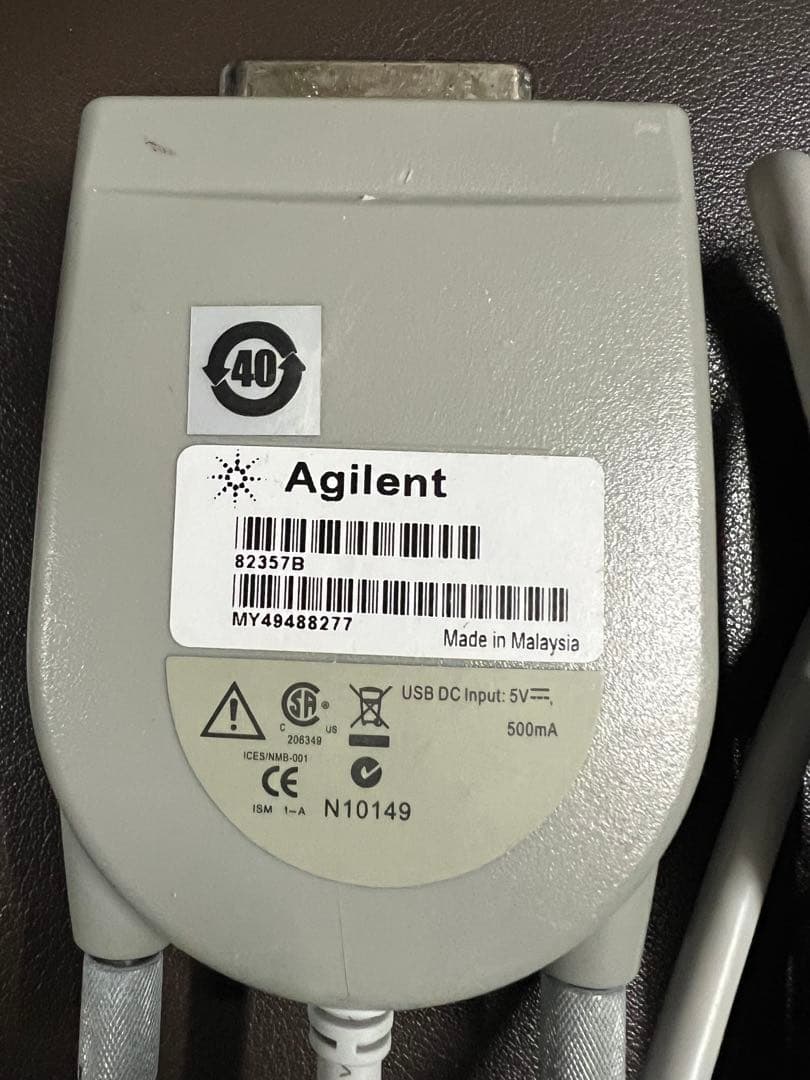 40
Agilent
82357B
MY49488277
Made in Malaysia
USB DC Input: 5V⎓,
500mA
SA ®
C US
206349
ICES/NMB-001
CE
ISM 1-A
N10149